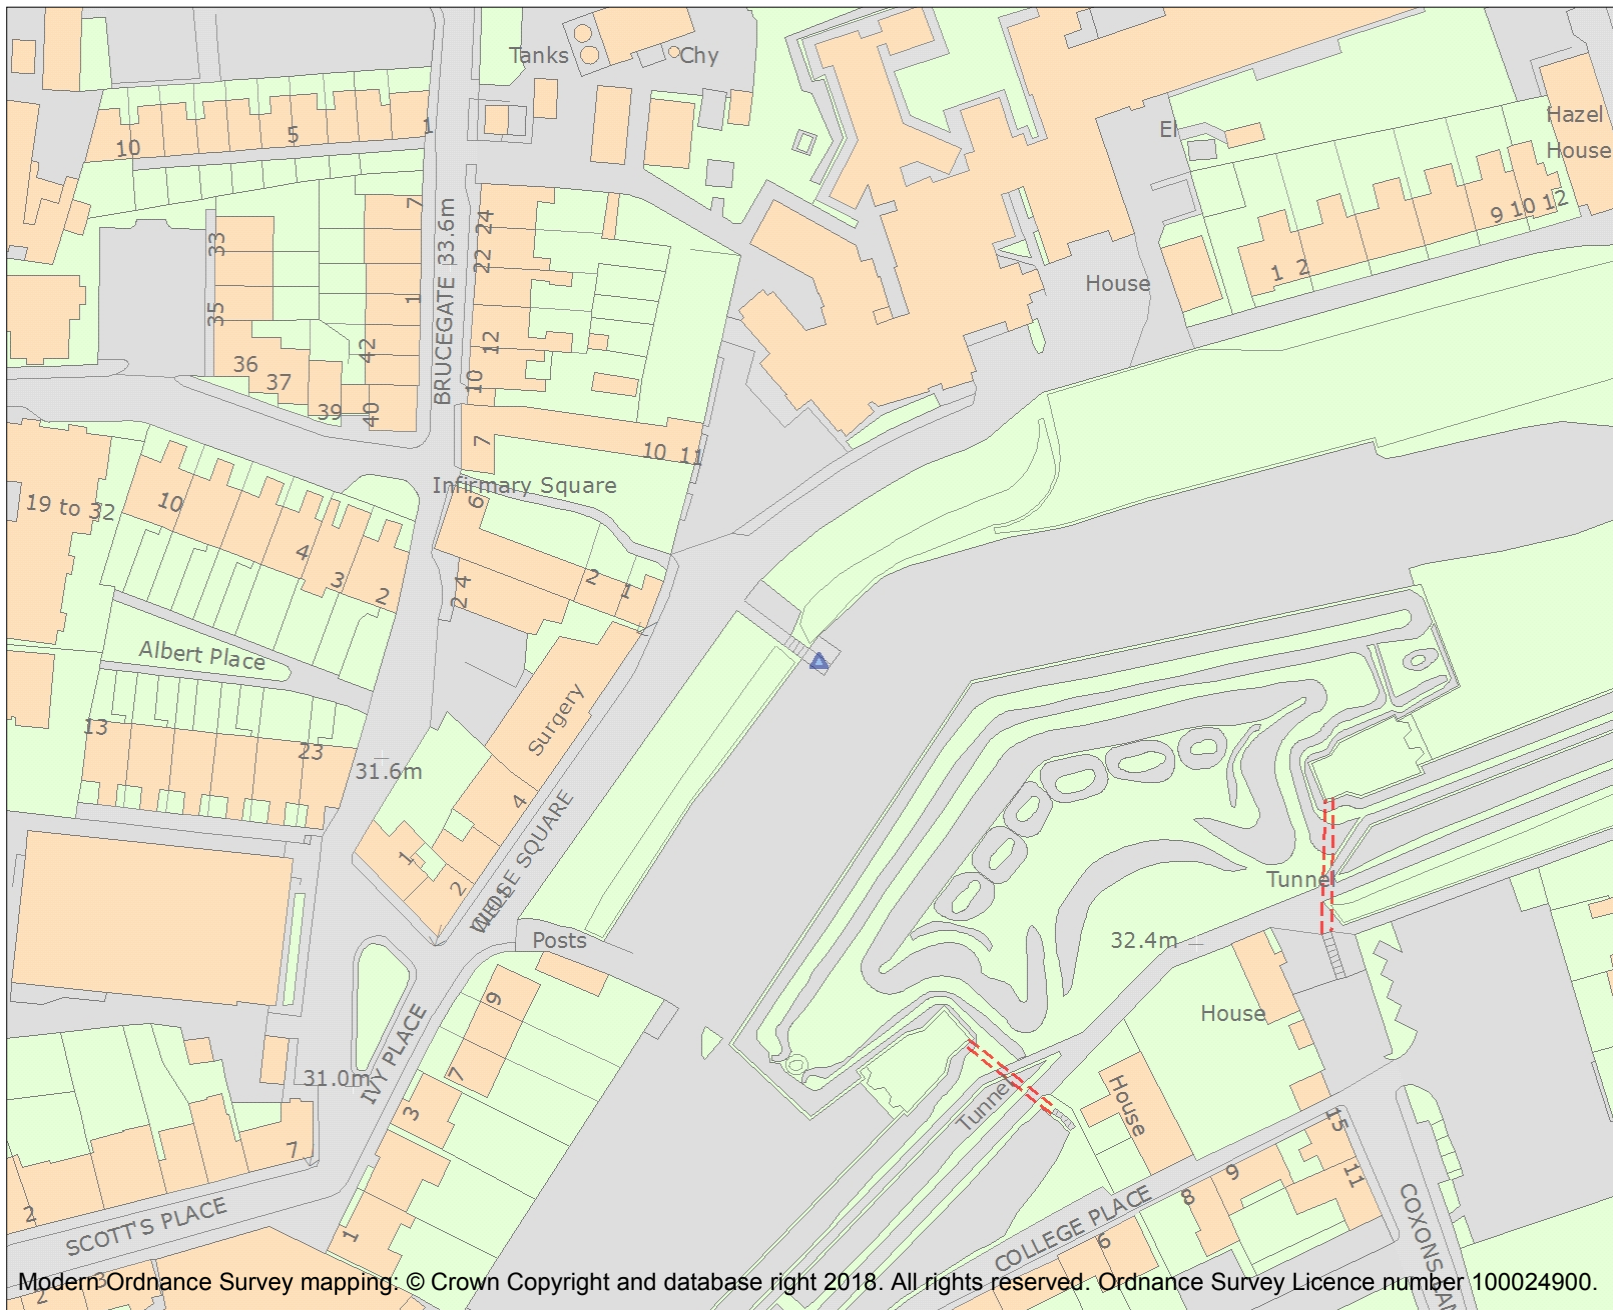 Tanks
Chy
10
5
1
El
Hazel
House
33
7
24
22
BRUCEGATE
33.6m
9
10
12
1
2
House
35
1
12
36
37
42
10
39
40
7
10
11
Infirmary Square
6
19 to 32
10
4
3
2
2
1
4
2
Albert Place
13
23
31.6m
Surgery
4
1
2
SQUARE
Posts
Tunnel
32.4m
House
9
7
3
IVY PLACE
31.0m
Tunnel
House
15
11
9
8
7
2
SCOTT'S PLACE
1
COLLEGE PLACE
6
3
2
Modern Ordnance Survey mapping: © Crown Copyright and database right 2018. All rights reserved. Ordnance Survey Licence number 100024900.